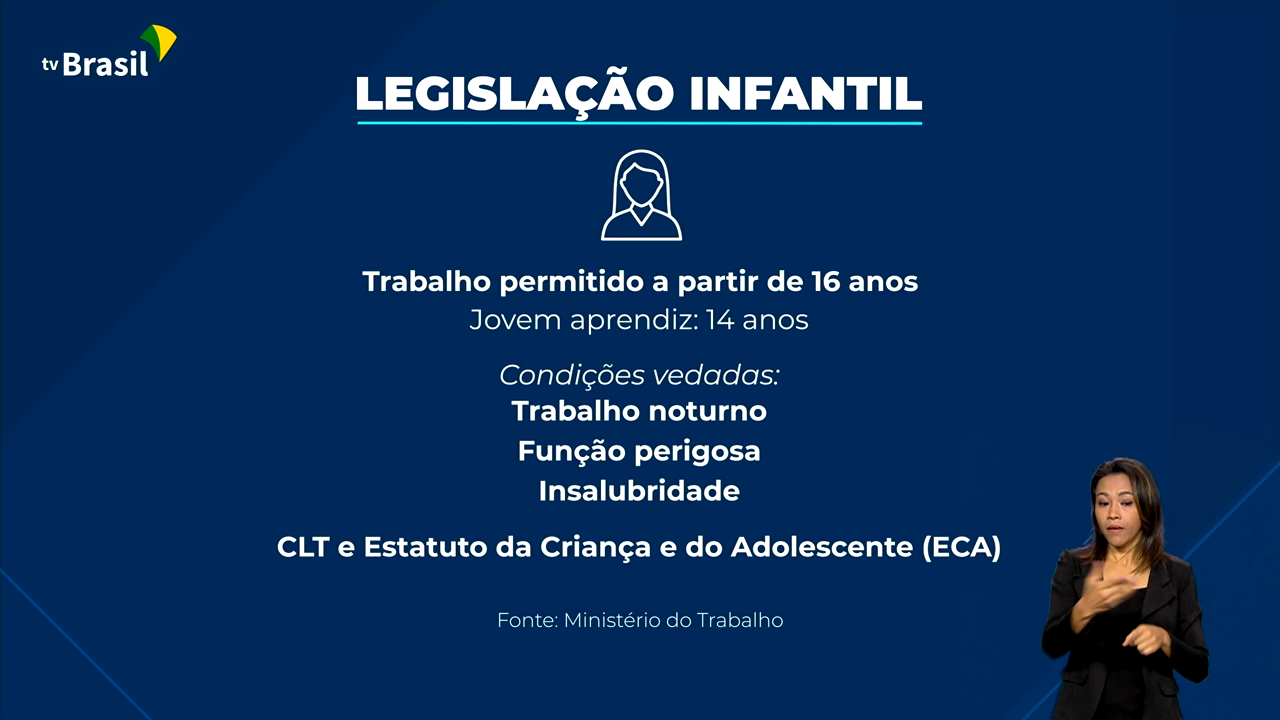 tv Brasil
LEGISLAÇÃO INFANTIL
Trabalho permitido a partir de 16 anos
Jovem aprendiz: 14 anos
Condições vedadas:
Trabalho noturno
Função perigosa
Insalubridade
CLT e Estatuto da Criança e do Adolescente (ECA)
Fonte: Ministério do Trabalho